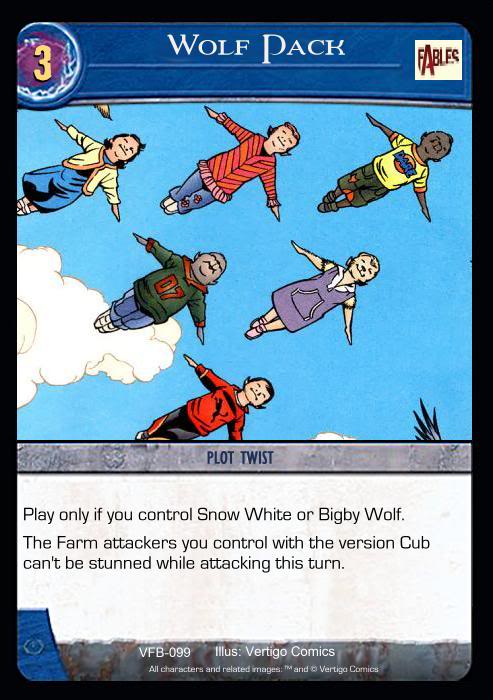 3
WOLF PACK
FABLES
07
PLOT TWIST
Play only if you control Snow White or Bigby Wolf.
The Farm attackers you control with the version Cub
can't be stunned while attacking this turn.
VFB-099 Illus: Vertigo Comics
All characters and related images: ™ and © Vertigo Comics